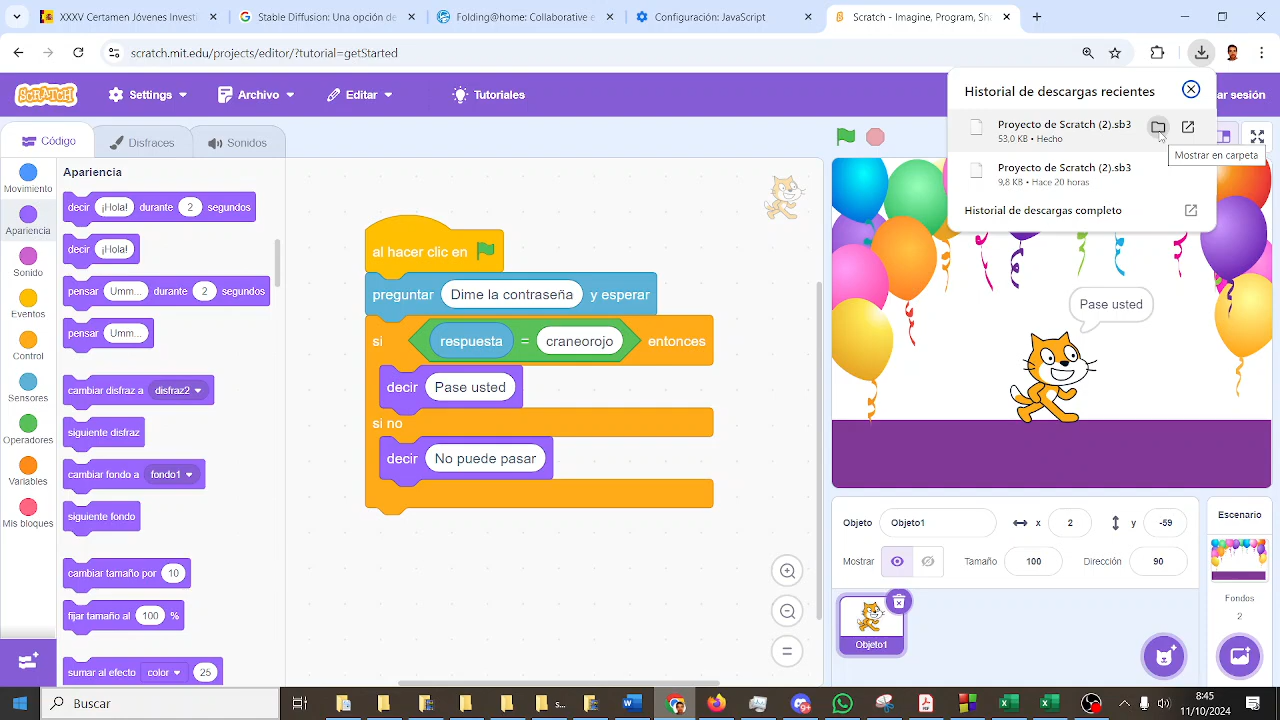 XXXV Certamenes Investi
Stable Diffusion: Una opción de
Folding@home: Collaborative e
Configuración: JavaScript
Scratch - Imagine, Program, Sh
scratch.mit.edu/projects/editor/?tutorial=getStarted
SCRATCH
Settings
Archivo
Editar
Tutoriales
ar sesión
Historial de descargas recientes
Proyecto de Scratch (2).sb3
53,0 KB • Hecho
Mostrar en carpeta
Proyecto de Scratch (2).sb3
9,8 KB • Hace 20 horas
Historial de descargas completo
Código
Disfraces
Sonidos
Movimiento
Apariencia
Sonido
Eventos
Control
Sensores
Operadores
Variables
Mis bloques
Apariencia
decir ¡Hola! durante 2 segundos
decir ¡Hola!
pensar Umm... durante 2 segundos
pensar Umm...
cambiar disfraz a disfraz2
siguiente disfraz
cambiar fondo a fondo1
siguiente fondo
cambiar tamaño por 10
fijar tamaño al 100 %
sumar al efecto color 25
al hacer clic en
preguntar Dime la contraseña y esperar
si respuesta = craneorojo entonces
decir Pase usted
si no
decir No puede pasar
Pase usted
Objeto Objeto1 x 2 y -59
Mostrar Tamaño 100 Dirección 90
Objeto1
Escenario
Fondos
2
Buscar
8:45
11/10/2024